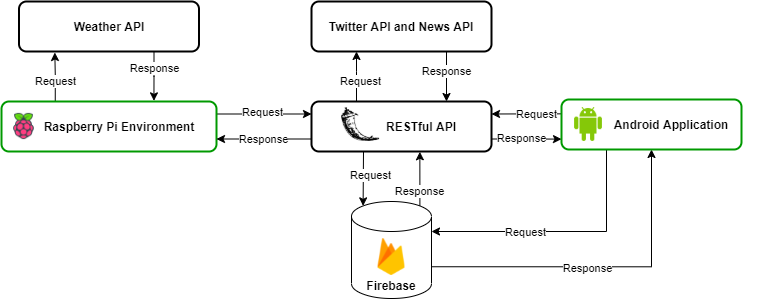 Weather API
Twitter API and News API
Request
Response
Request
Response
Raspberry Pi Environment
Request
Response
RESTful API
Request
Response
Android Application
Request
Response
Request
Response
Firebase